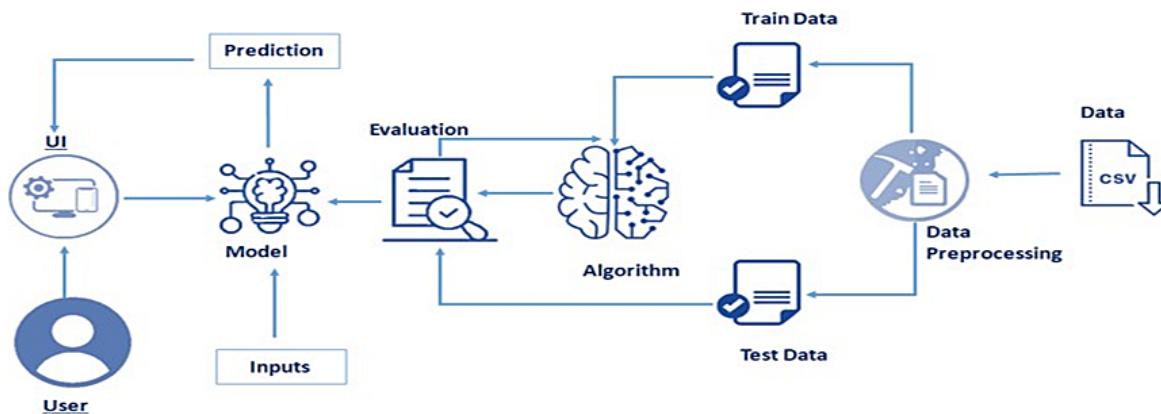 Train Data
Prediction
Evaluation
Data
UI
CSV
Model
Algorithm
Data
Preprocessing
Inputs
Test Data
User